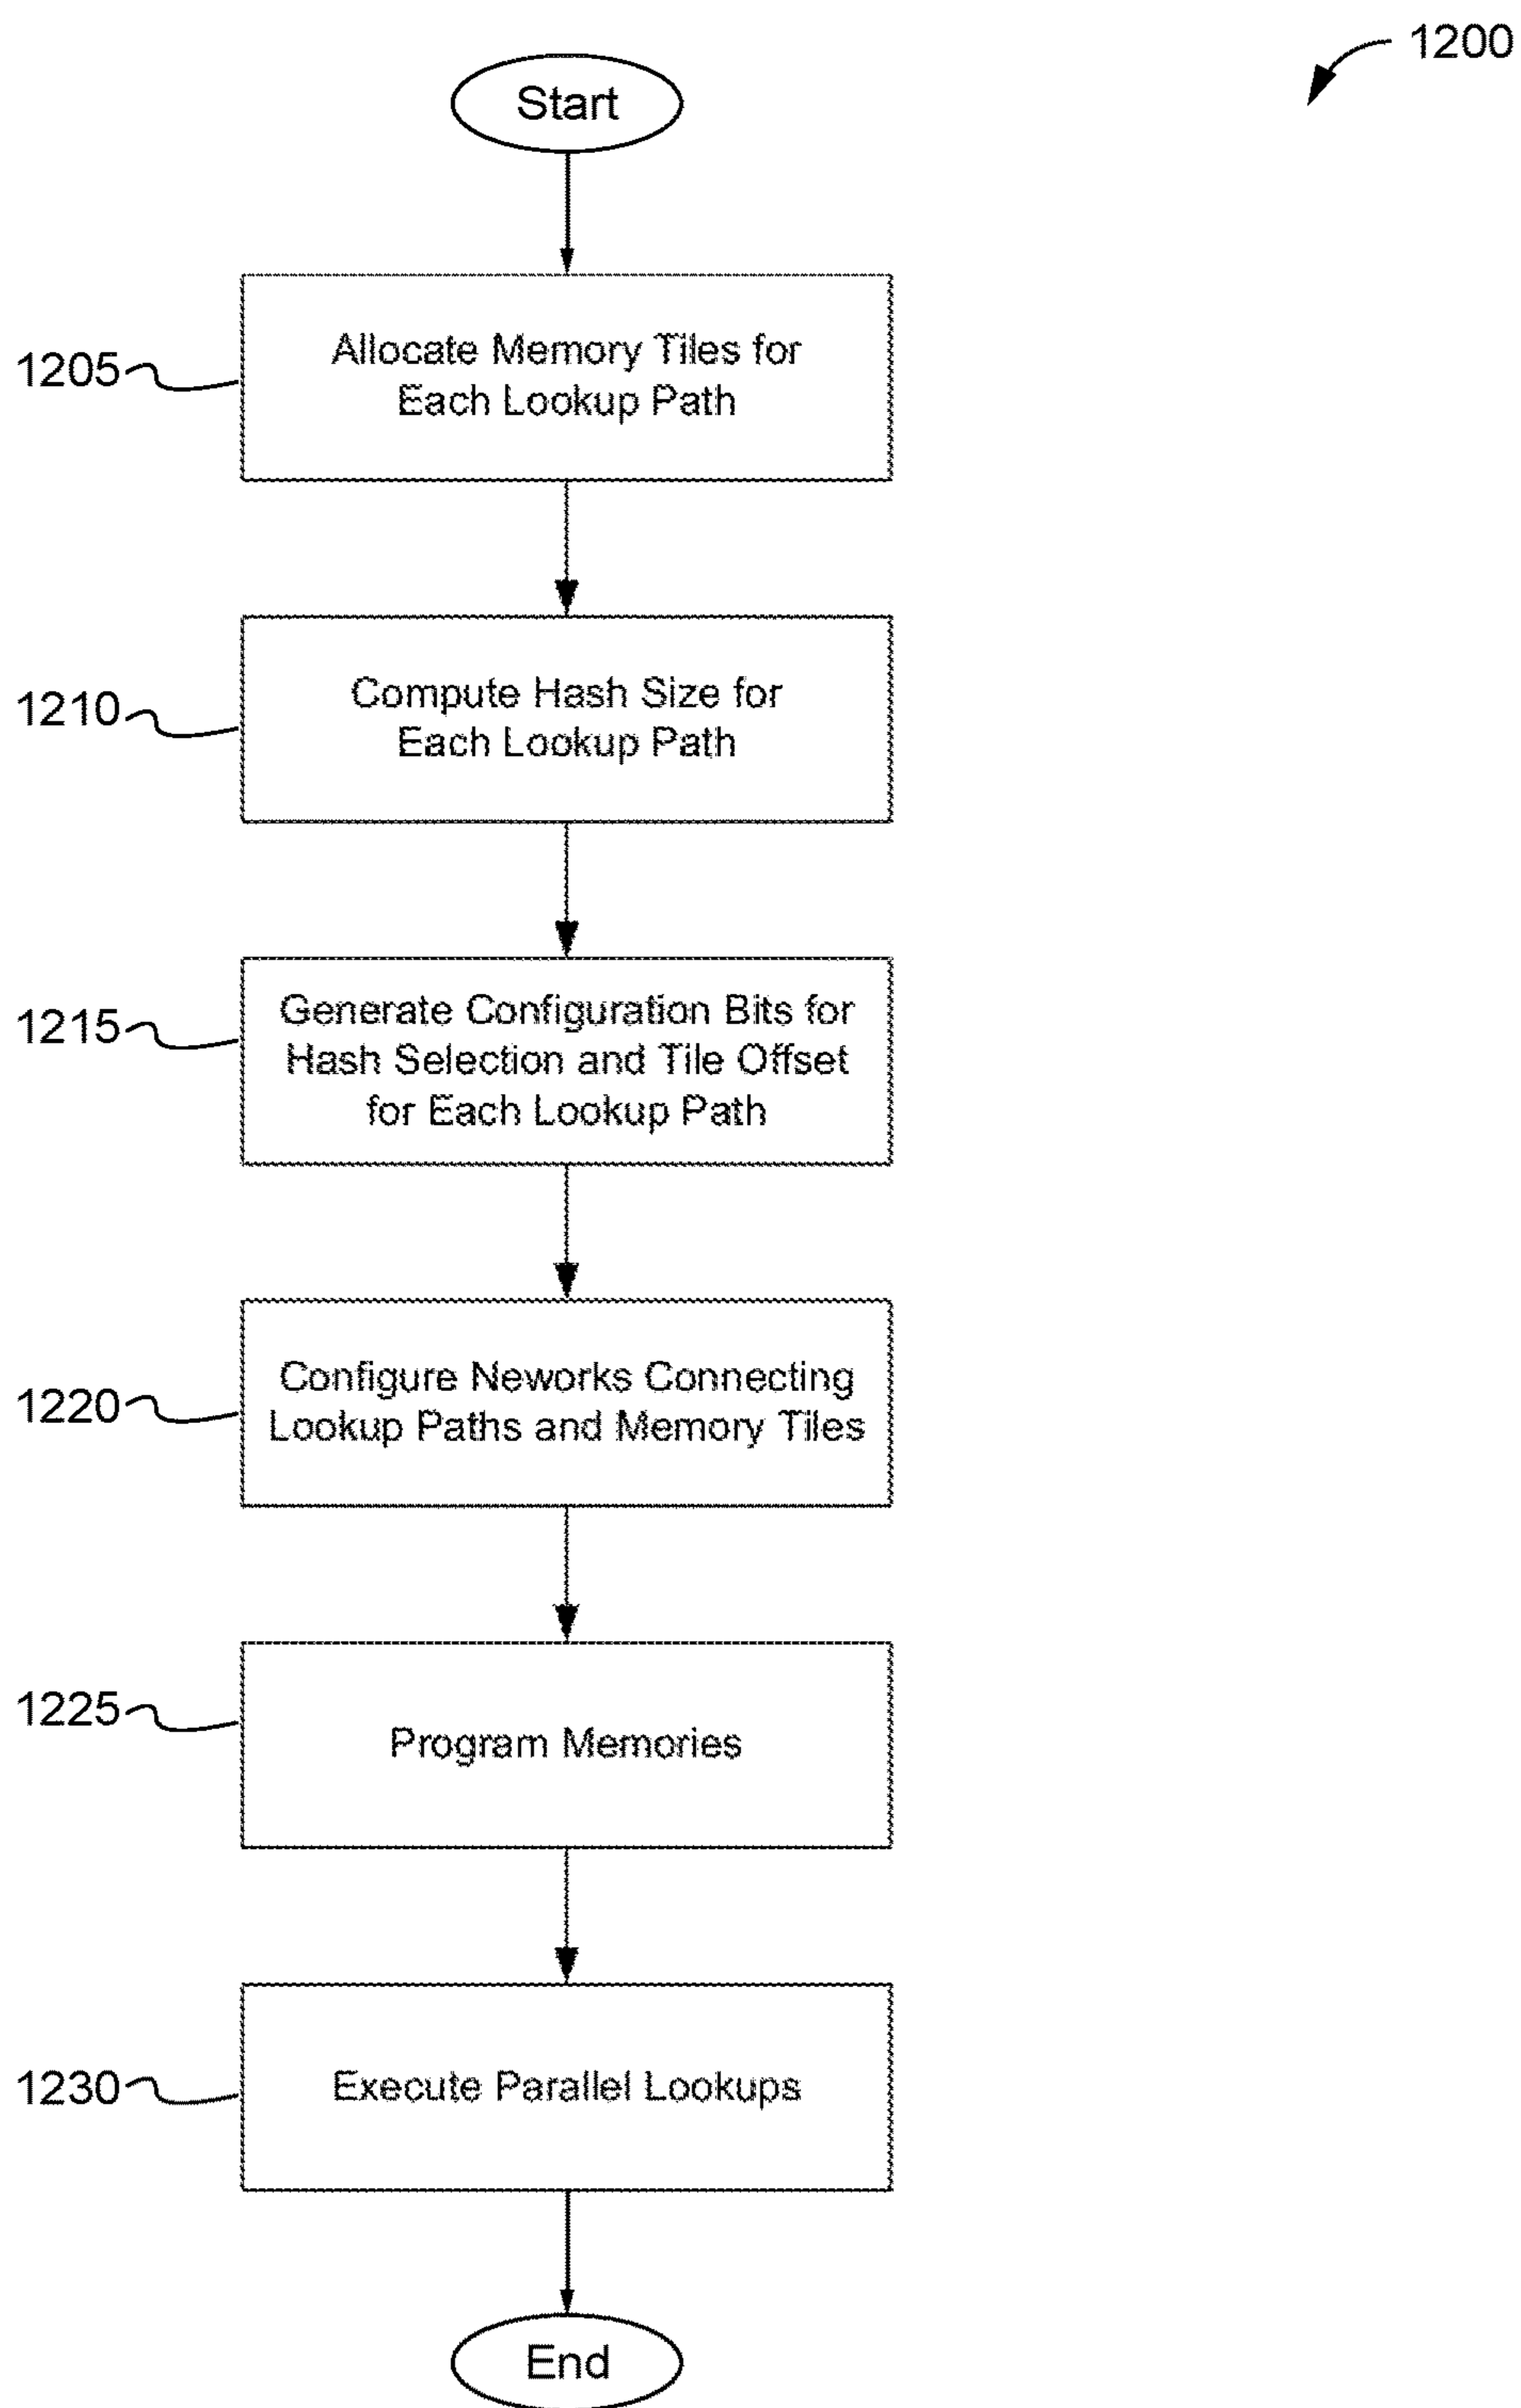 1200
Start
1205
Allocate Memory Tiles for
Each Lookup Path
1210
Compute Hash Size for
Each Lookup Path
1215
Generate Configuration Bits for
Hash Selection and Tile Offset
for Each Lookup Path
1220
Configure Neworks Connecting
Lookup Paths and Memory Tiles
1225
Program Memories
1230
Execute Parallel Lookups
End